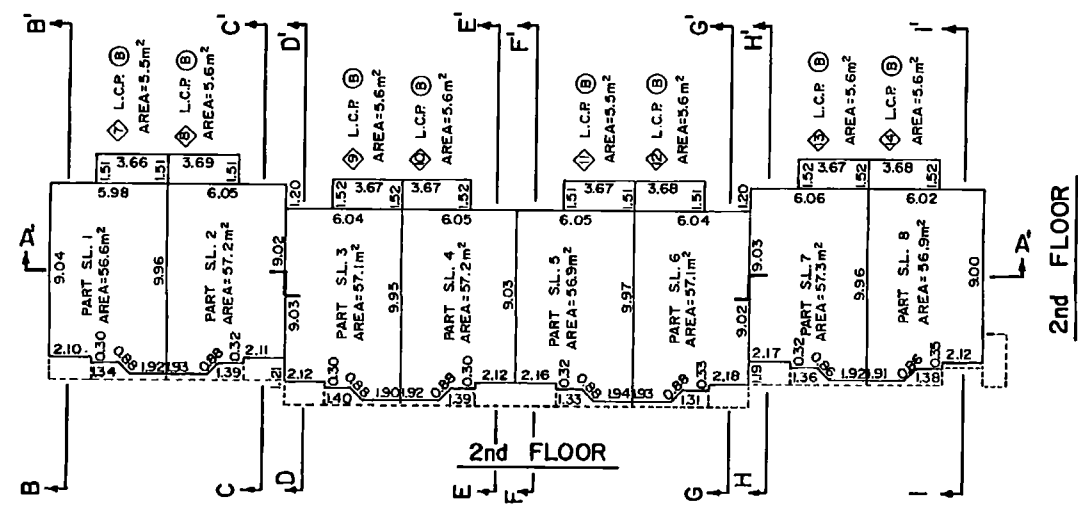 B' C' D' E' F' G' H' I'
7 L.C.P. B
AREA=5.5m²
8 L.C.P. B
AREA=5.6m²
9 L.C.P. B
AREA=5.6m²
10 L.C.P. B
AREA=5.6m²
11 L.C.P. B
AREA=5.5m²
12 L.C.P. B
AREA=5.6m²
13 L.C.P. B
AREA=5.6m²
14 L.C.P. B
AREA=5.6m²
1.51 3.66 1.51 3.69 1.51
1.52 3.67 1.52 3.67 1.52
1.51 3.67 1.51 3.68 1.51
1.52 3.67 1.52 3.68 1.52
5.98 6.05 1.20 6.04 6.05 6.05 6.04 1.20 6.06 6.02
A' A'
9.04
PART S.L. 1
AREA=56.6m²
9.96
PART S.L. 2
AREA=57.2m²
9.02
9.03
PART S.L. 3
AREA=57.1m²
9.95
PART S.L. 4
AREA=57.2m²
9.03
PART S.L. 5
AREA=56.9m²
9.97
PART S.L. 6
AREA=57.1m²
9.02
9.03
PART S.L. 7
AREA=57.3m²
9.96
PART S.L. 8
AREA=56.9m²
9.00
2.10 0.30 1.34 0.88 1.92 1.93 0.88 1.39 0.32 2.11
1.21 2.12 0.30 1.40 0.88 1.90 1.92 0.88 1.39 0.30 2.12
2.16 0.32 1.33 0.88 1.94 1.93 0.88 1.31 0.33 2.18
1.19 2.17 0.32 1.36 0.86 1.92 1.91 0.86 1.38 0.35 2.12
2nd FLOOR
2nd FLOOR
B C D E F G H I